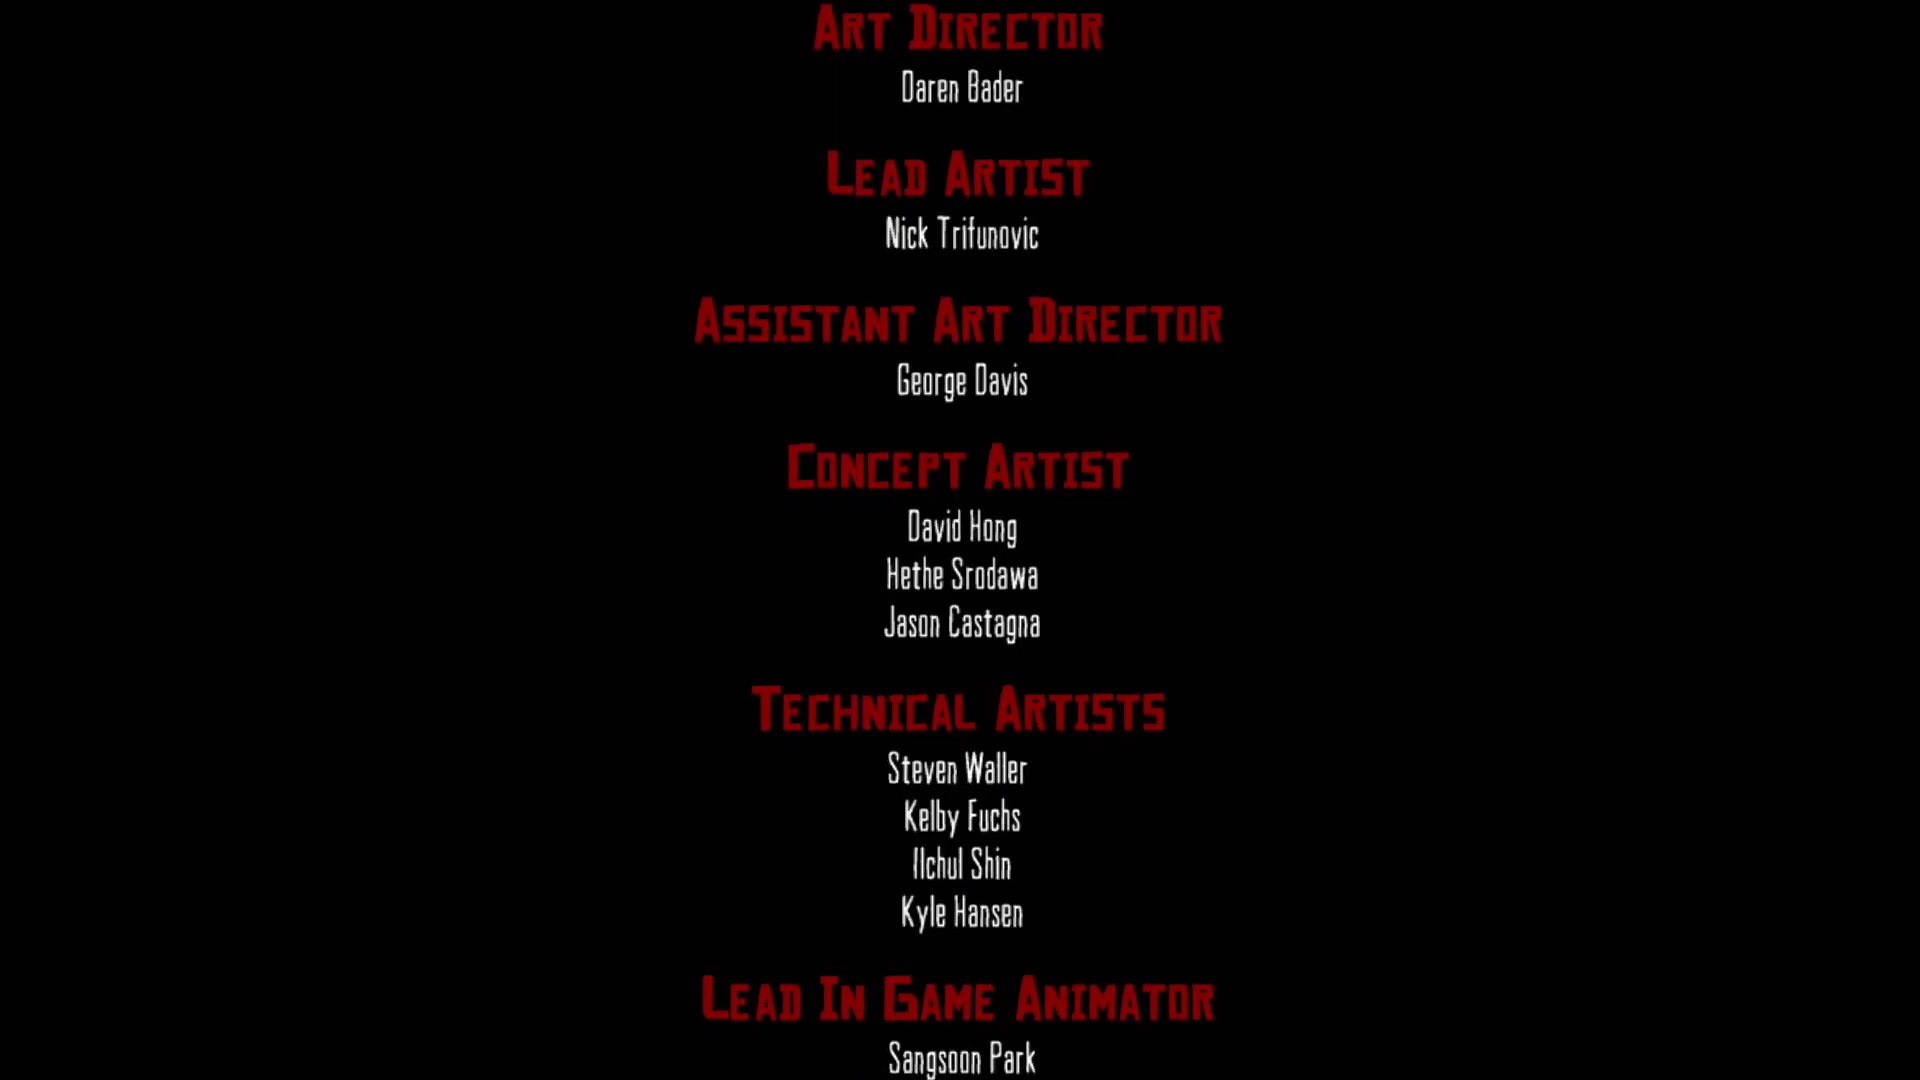 Art Director
Daren Bader
Lead Artist
Nick Trifunovic
Assistant Art Director
George Davis
Concept Artist
David Hong
Hethe Srodawa
Jason Castagna
Technical Artists
Steven Waller
Kelby Fuchs
Ilchul Shin
Kyle Hansen
Lead In Game Animator
Sangsoon Park